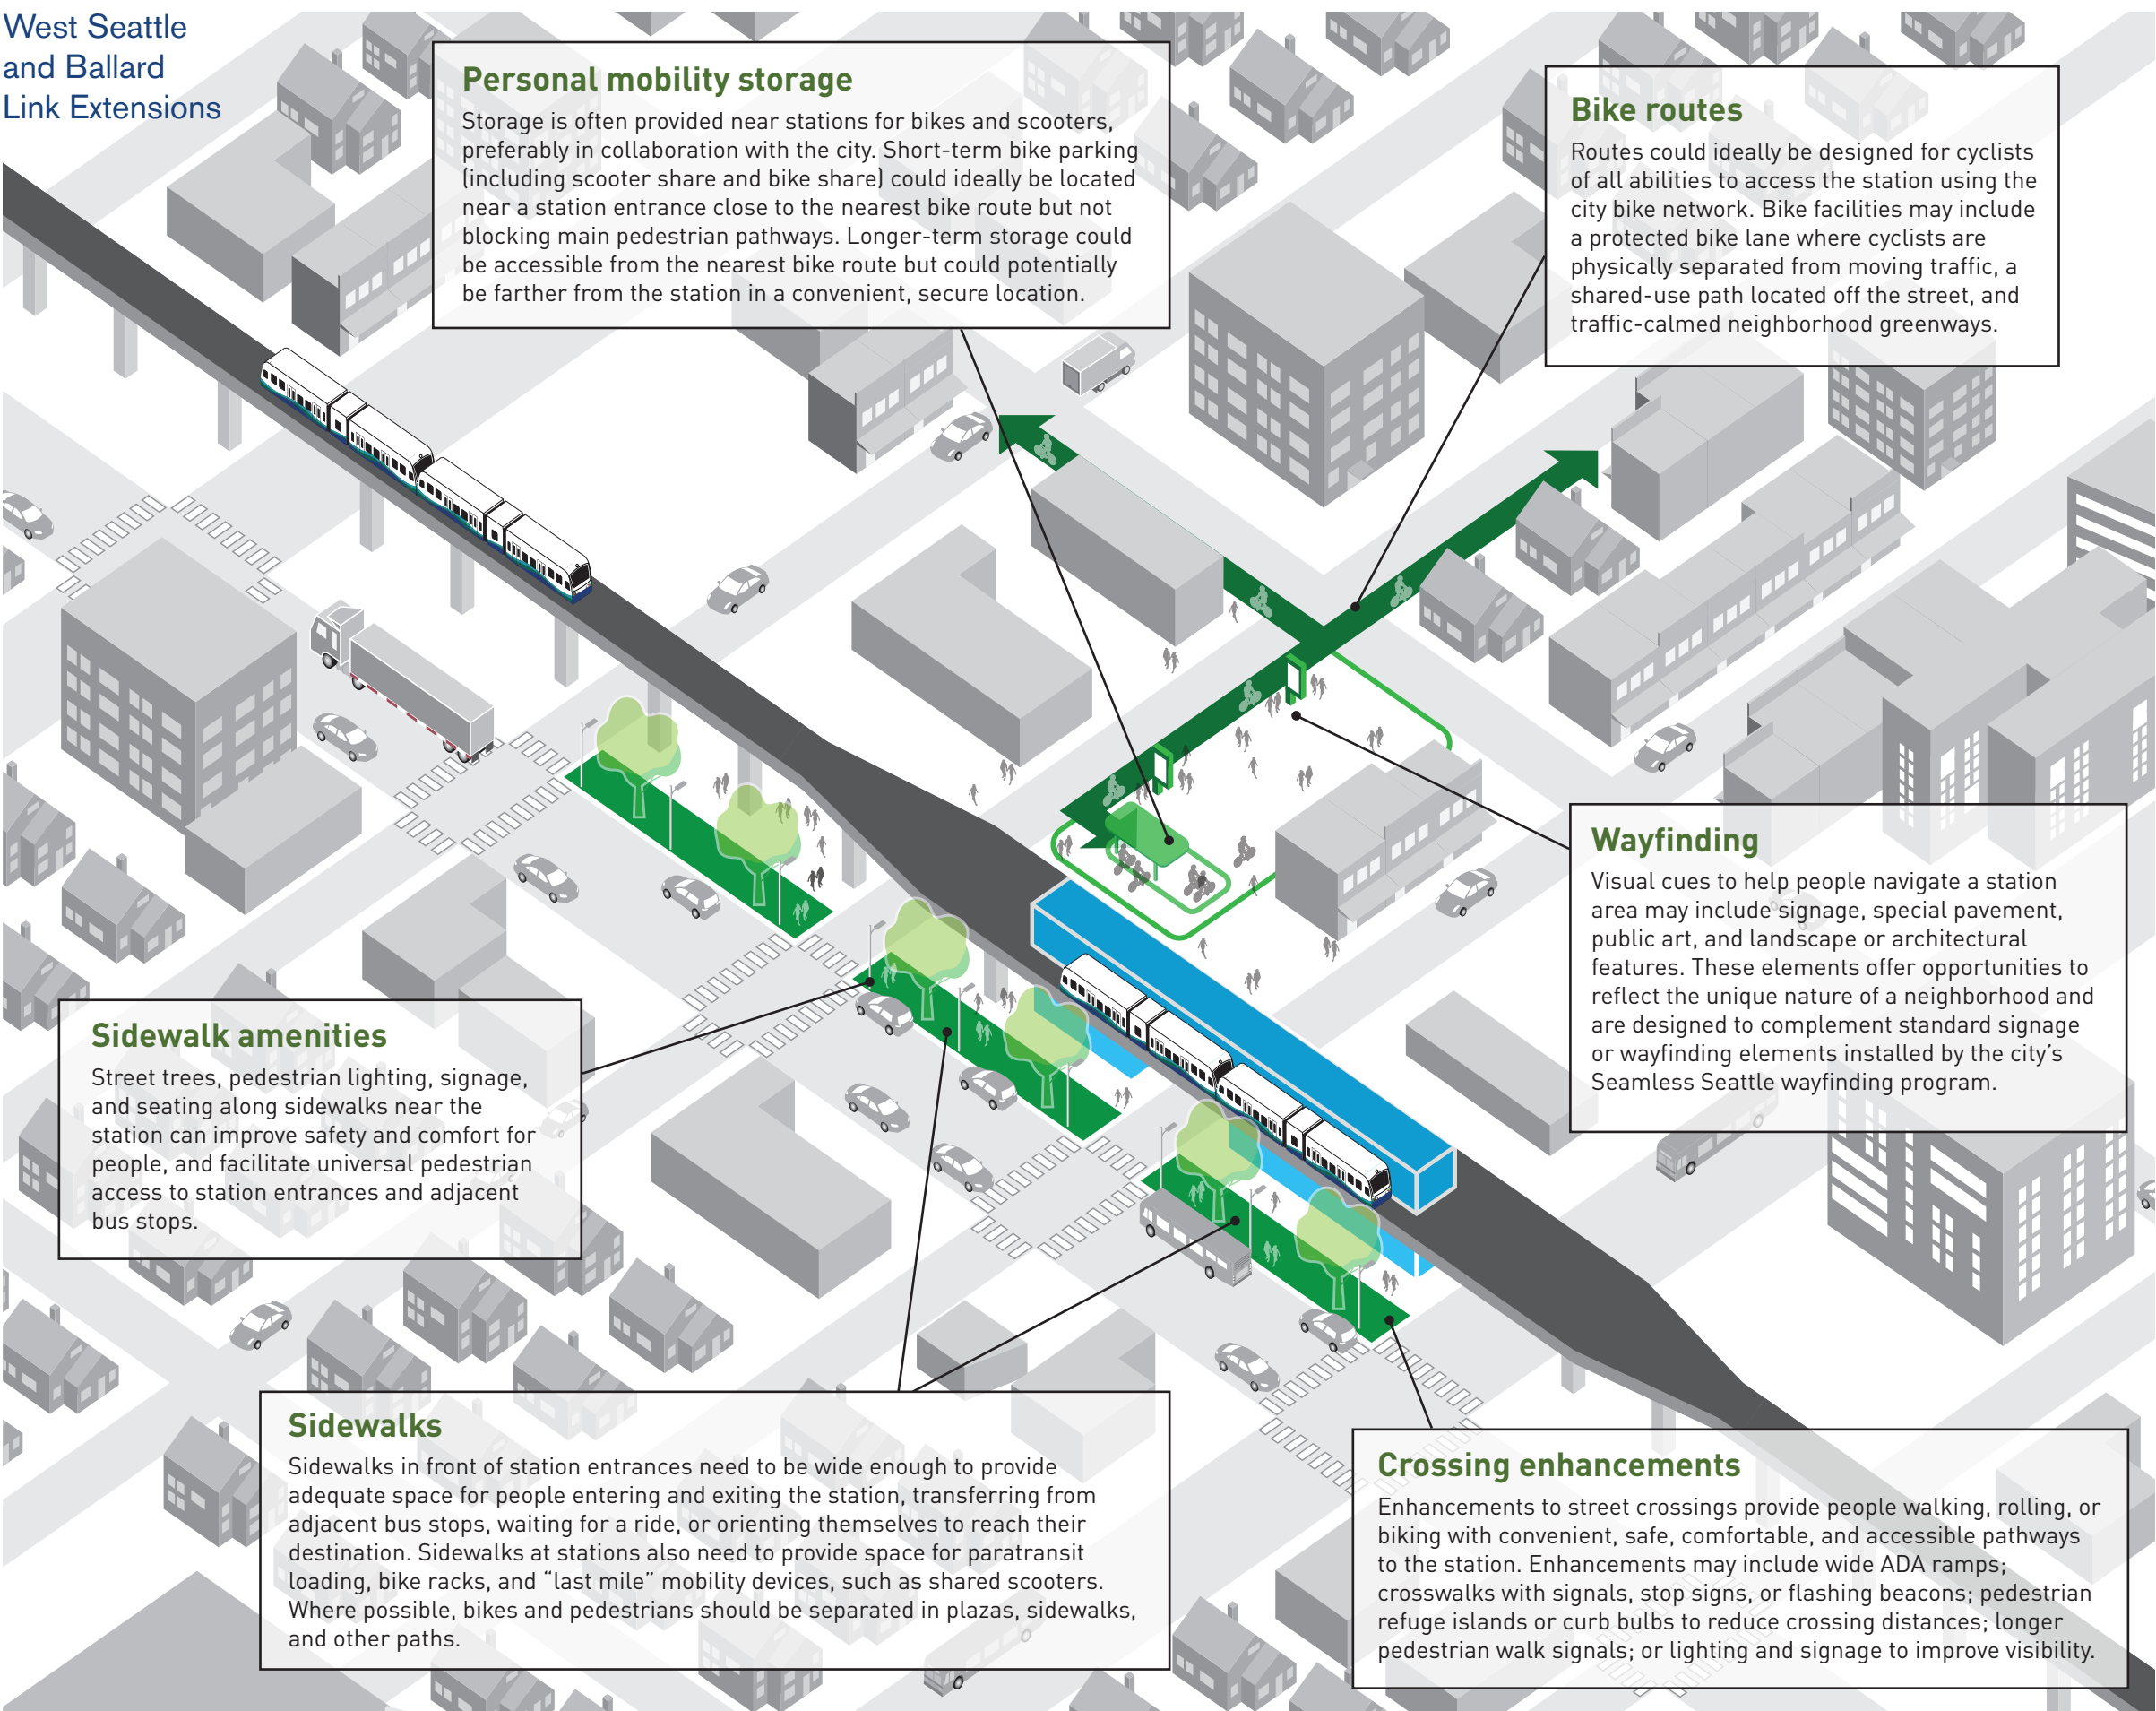 West Seattle
and Ballard
Link Extensions
Personal mobility storage
Storage is often provided near stations for bikes and scooters,
preferably in collaboration with the city. Short-term bike parking
(including scooter share and bike share) could ideally be located
near a station entrance close to the nearest bike route but not
blocking main pedestrian pathways. Longer-term storage could
be accessible from the nearest bike route but could potentially
be farther from the station in a convenient, secure location.
Bike routes
Routes could ideally be designed for cyclists
of all abilities to access the station using the
city bike network. Bike facilities may include
a protected bike lane where cyclists are
physically separated from moving traffic, a
shared-use path located off the street, and
traffic-calmed neighborhood greenways.
Wayfinding
Visual cues to help people navigate a station
area may include signage, special pavement,
public art, and landscape or architectural
features. These elements offer opportunities to
reflect the unique nature of a neighborhood and
are designed to complement standard signage
or wayfinding elements installed by the city’s
Seamless Seattle wayfinding program.
Sidewalk amenities
Street trees, pedestrian lighting, signage,
and seating along sidewalks near the
station can improve safety and comfort for
people, and facilitate universal pedestrian
access to station entrances and adjacent
bus stops.
Sidewalks
Sidewalks in front of station entrances need to be wide enough to provide
adequate space for people entering and exiting the station, transferring from
adjacent bus stops, waiting for a ride, or orienting themselves to reach their
destination. Sidewalks at stations also need to provide space for paratransit
loading, bike racks, and “last mile” mobility devices, such as shared scooters.
Where possible, bikes and pedestrians should be separated in plazas, sidewalks,
and other paths.
Crossing enhancements
Enhancements to street crossings provide people walking, rolling, or
biking with convenient, safe, comfortable, and accessible pathways
to the station. Enhancements may include wide ADA ramps;
crosswalks with signals, stop signs, or flashing beacons; pedestrian
refuge islands or curb bulbs to reduce crossing distances; longer
pedestrian walk signals; or lighting and signage to improve visibility.